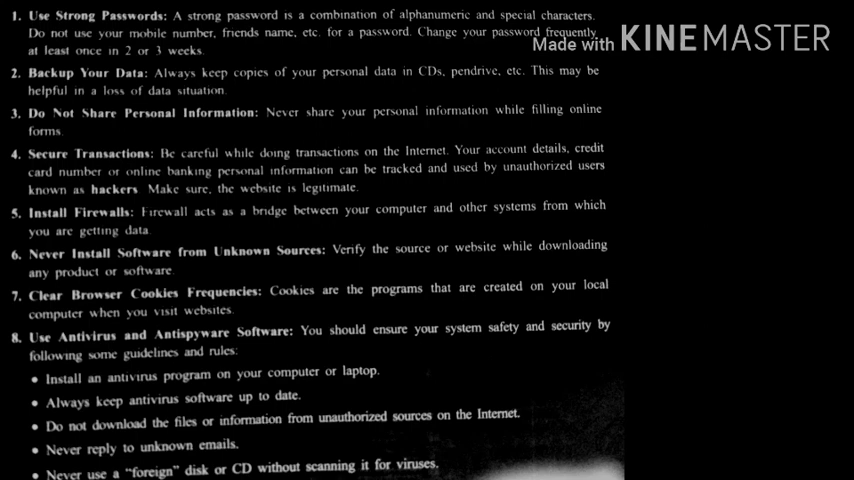 1. Use Strong Passwords: A strong password is a combination of alphanumeric and special characters.
Do not use your mobile number, friends name, etc. for a password. Change your password frequently
at least once in 2 or 3 weeks.
Made with KINEMASTER
2. Backup Your Data: Always keep copies of your personal data in CDs, pendrive, etc. This may be
helpful in a loss of data situation.
3. Do Not Share Personal Information: Never share your personal information while filling online
forms.
4. Secure Transactions: Be careful while doing transactions on the Internet. Your account details, credit
card number or online banking personal information can be tracked and used by unauthorized users
known as hackers. Make sure, the website is legitimate.
5. Install Firewalls: Firewall acts as a bridge between your computer and other systems from which
you are getting data.
6. Never Install Software from Unknown Sources: Verify the source or website while downloading
any product or software.
7. Clear Browser Cookies Frequencies: Cookies are the programs that are created on your local
computer when you visit websites.
8. Use Antivirus and Antispyware Software: You should ensure your system safety and security by
following some guidelines and rules:
• Install an antivirus program on your computer or laptop.
• Always keep antivirus software up to date.
• Do not download the files or information from unauthorized sources on the Internet.
• Never reply to unknown emails.
• Never use a "foreign" disk or CD without scanning it for viruses.